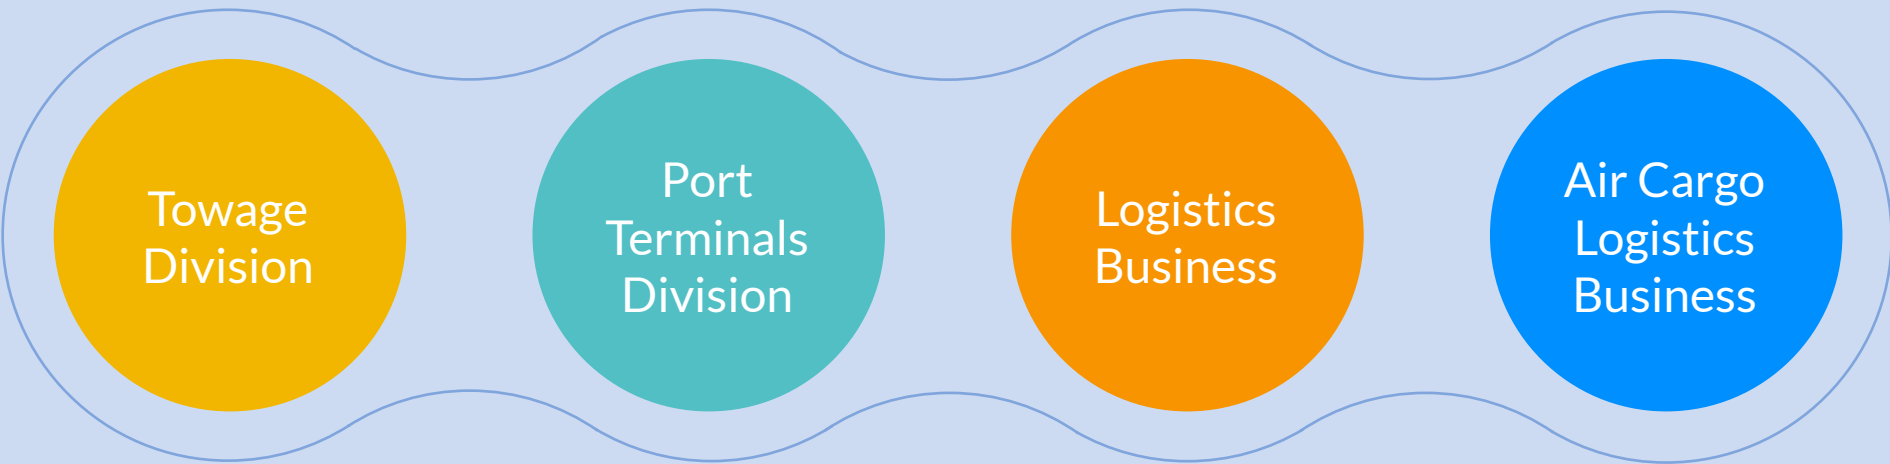 Towage
Division
Port
Terminals
Division
Logistics
Business
Air Cargo
Logistics
Business